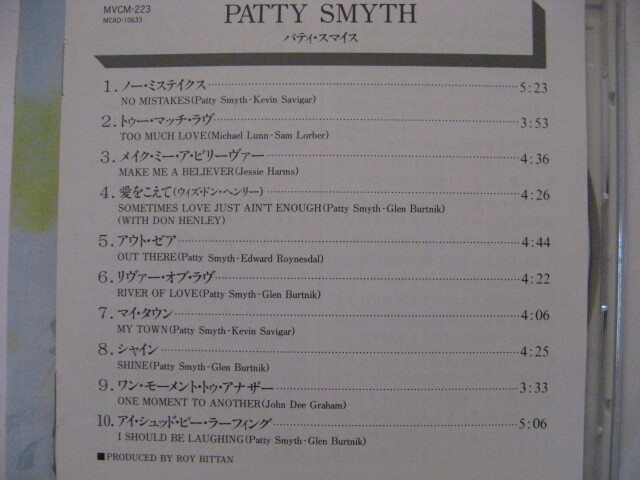 MVCM-223
MCAD-10633
PATTY SMYTH
パティ・スマイス
1. ノー・ミステイクス 5:23
NO MISTAKES (Patty Smyth-Kevin Savigar)
2. トゥー・マッチ・ラヴ 3:53
TOO MUCH LOVE (Michael Lunn-Sam Lorber)
3. メイク・ミー・ア・ビリーヴァー 4:36
MAKE ME A BELIEVER (Jessie Harms)
4. 愛をこえて(ウィズ・ドン・ヘンリー) 4:26
SOMETIMES LOVE JUST AIN'T ENOUGH (Patty Smyth-Glen Burtnik)
(WITH DON HENLEY)
5. アウト・ゼア 4:44
OUT THERE (Patty Smyth-Edward Roynesdal)
6. リヴァー・オブ・ラヴ 4:22
RIVER OF LOVE (Patty Smyth-Glen Burtnik)
7. マイ・タウン 4:06
MY TOWN (Patty Smyth-Kevin Savigar)
8. シャイン 4:25
SHINE (Patty Smyth-Glen Burtnik)
9. ワン・モーメント・トゥ・アナザー 3:33
ONE MOMENT TO ANOTHER (John Dee Graham)
10. アイ・シュッド・ビー・ラーフィング 5:06
I SHOULD BE LAUGHING (Patty Smyth-Glen Burtnik)
■PRODUCED BY ROY BITTAN